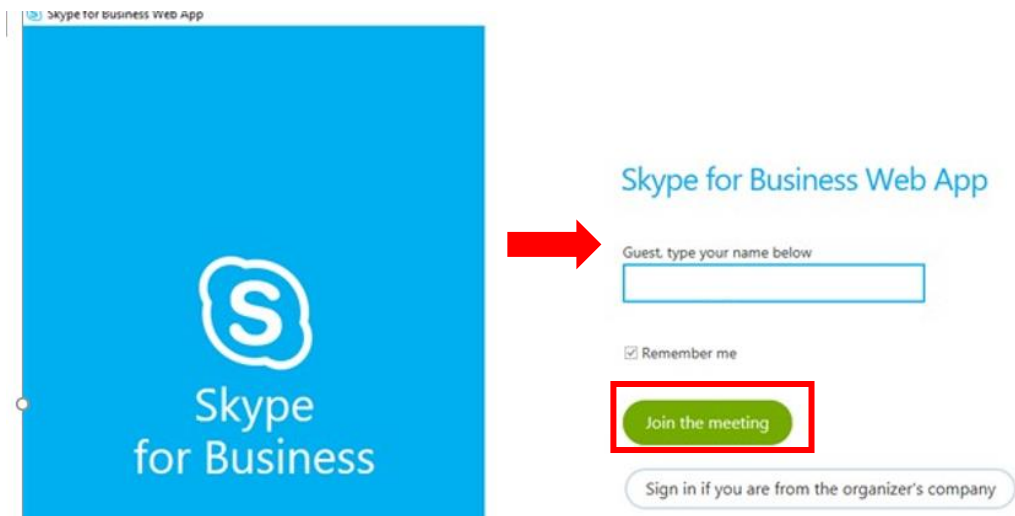 Skype for Business Web App
S
Skype
for Business
Skype for Business Web App
Guest, type your name below
Remember me
Join the meeting
Sign in if you are from the organizer's company